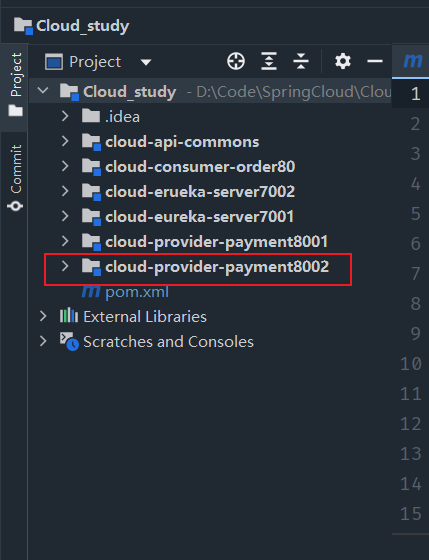 Cloud_study
Project
Commit
Project
Cloud_study - D:\Code\SpringCloud\Clou
.idea
cloud-api-commons
cloud-consumer-order80
cloud-erueka-server7002
cloud-eureka-server7001
cloud-provider-payment8001
cloud-provider-payment8002
m pom.xml
External Libraries
Scratches and Consoles
m
1
2
3
4
5
6
7
8
9
10
11
12
13
14
15